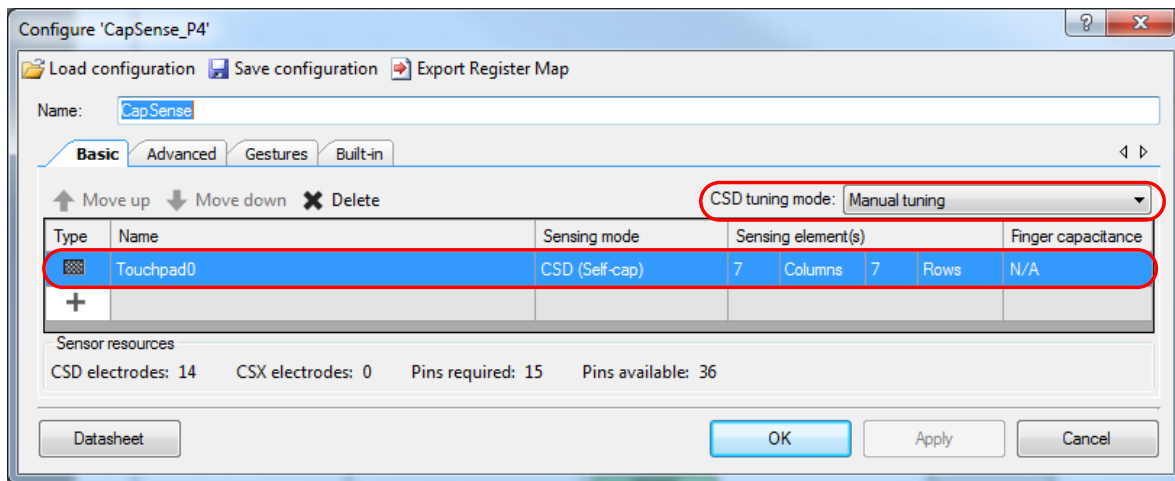 Configure 'CapSense_P4'
Load configuration Save configuration Export Register Map
Name: CapSense
Basic Advanced Gestures Built-in
Move up Move down Delete CSD tuning mode: Manual tuning
Type Name Sensing mode Sensing element(s) Finger capacitance
Touchpad0 CSD (Self-cap) 7 Columns 7 Rows N/A
Sensor resources
CSD electrodes: 14 CSX electrodes: 0 Pins required: 15 Pins available: 36
Datasheet OK Apply Cancel